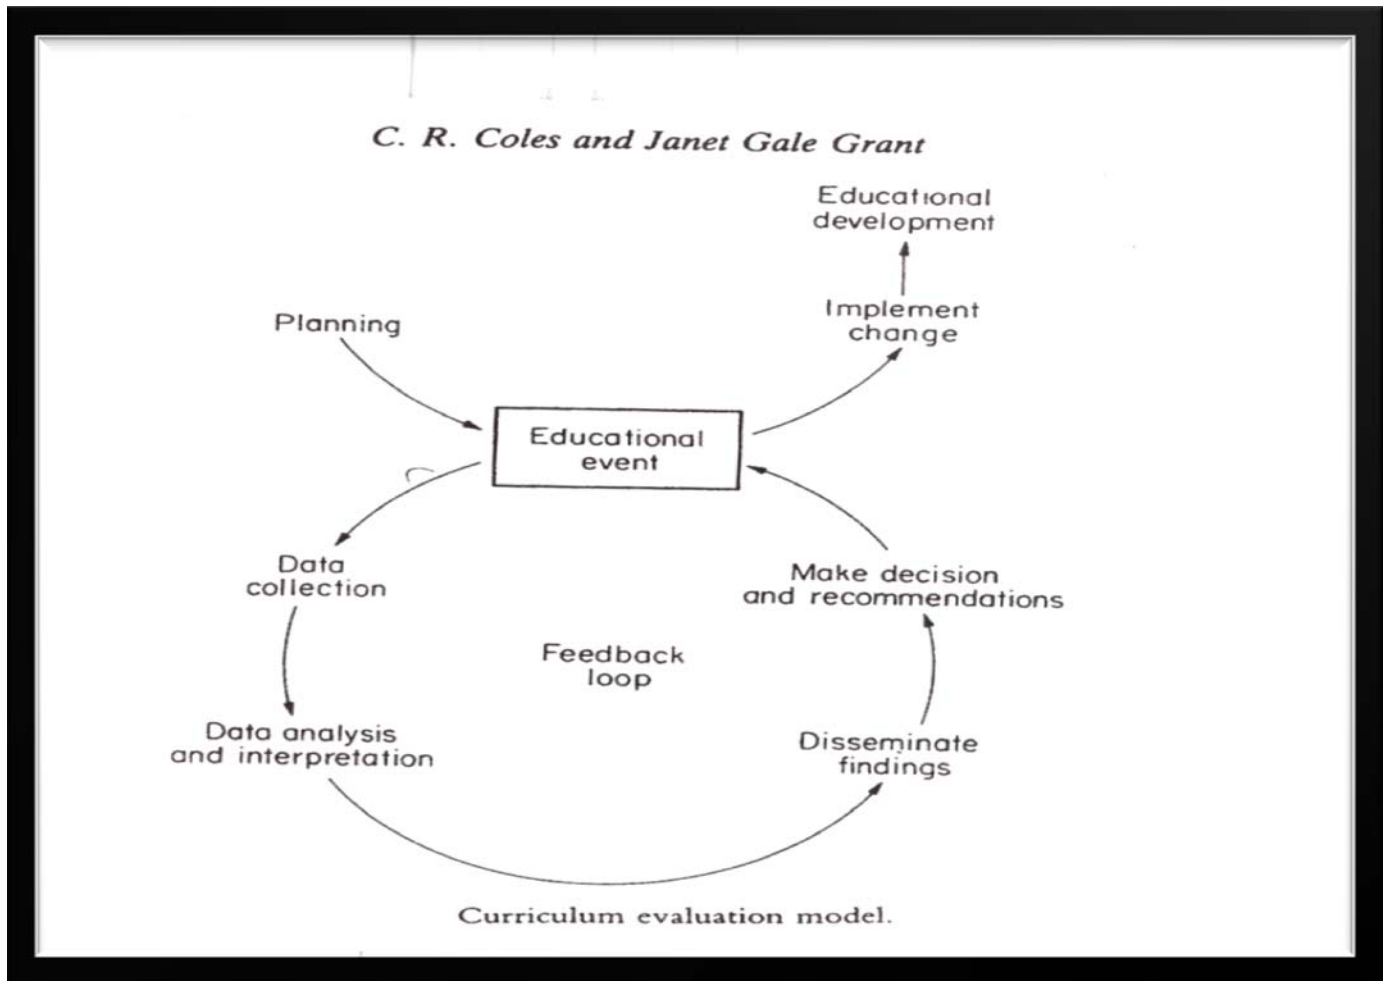 C. R. Coles and Janet Gale Grant
Educational
development
Implement
change
Planning
Educational
event
Data
collection
Make decision
and recommendations
Feedback
loop
Data analysis
and interpretation
Disseminate
findings
Curriculum evaluation model.